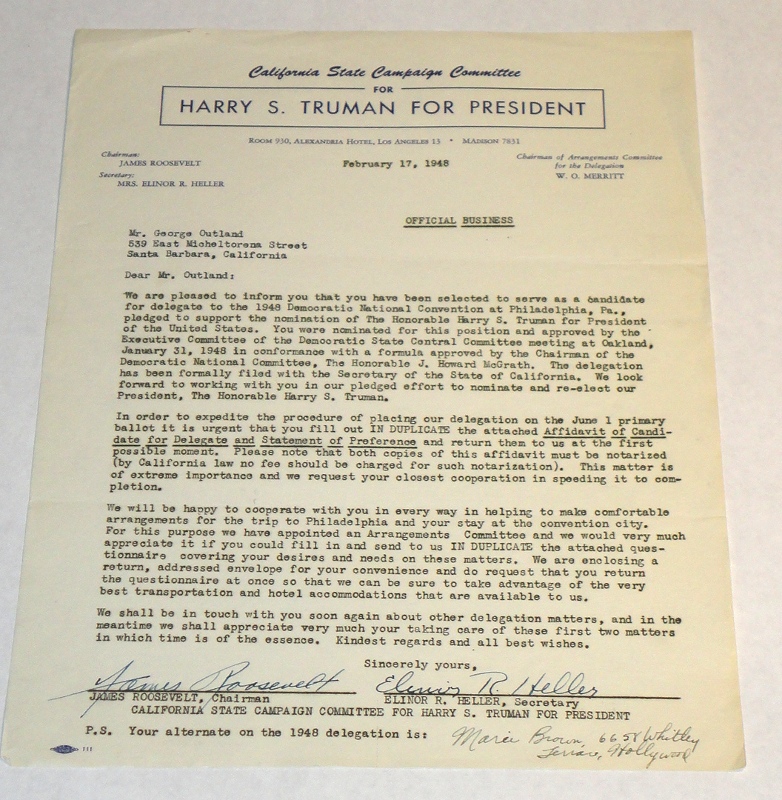 California State Campaign Committee
FOR
HARRY S. TRUMAN FOR PRESIDENT
ROOM 930, ALEXANDRIA HOTEL, LOS ANGELES 13 * MADISON 7831
Chairman:
JAMES ROOSEVELT
Secretary:
MRS. ELINOR R. HELLER
February 17, 1948
Chairman of Arrangements Committee
for the Delegation
W. O. MERRITT
OFFICIAL BUSINESS
Mr. George Outland
539 East Micheltorena Street
Santa Barbara, California
Dear Mr. Outland:
We are pleased to inform you that you have been selected to serve as a candidate
for delegate to the 1948 Democratic National Convention at Philadelphia, Pa.,
pledged to support the nomination of The Honorable Harry S. Truman for President
of the United States. You were nominated for this position and approved by the
Executive Committee of the Democratic State Central Committee meeting at Oakland,
January 31, 1948 in conformance with a formula approved by the Chairman of the
Democratic National Committee, The Honorable J. Howard McGrath. The delegation
has been formally filed with the Secretary of the State of California. We look
forward to working with you in our pledged effort to nominate and re-elect our
President, The Honorable Harry S. Truman.
In order to expedite the procedure of placing our delegation on the June 1 primary
ballot it is urgent that you fill out IN DUPLICATE the attached Affidavit of Candi-
date for Delegate and Statement of Preference and return them to us at the first
possible moment. Please note that both copies of this affidavit must be notarized
(by California law no fee should be charged for such notarization). This matter is
of extreme importance and we request your closest cooperation in speeding it to com-
pletion.
We will be happy to cooperate with you in every way in helping to make comfortable
arrangements for the trip to Philadelphia and your stay at the convention city.
For this purpose we have appointed an Arrangements Committee and we would very much
appreciate it if you could fill in and send to us IN DUPLICATE the attached ques-
tionnaire covering your desires and needs on these matters. We are enclosing a
return, addressed envelope for your convenience and do request that you return
the questionnaire at once so that we can be sure to take advantage of the very
best transportation and hotel accommodations that are available to us.
We shall be in touch with you soon again about other delegation matters, and in the
meantime we shall appreciate very much your taking care of these first two matters
in which time is of the essence. Kindest regards and all best wishes.
Sincerely yours,
James Roosevelt Elinor R. Heller
JAMES ROOSEVELT, Chairman ELINOR R. HELLER, Secretary
CALIFORNIA STATE CAMPAIGN COMMITTEE FOR HARRY S. TRUMAN FOR PRESIDENT
P.S. Your alternate on the 1948 delegation is: Brown, Whitley
Terrace, Hollywood
111